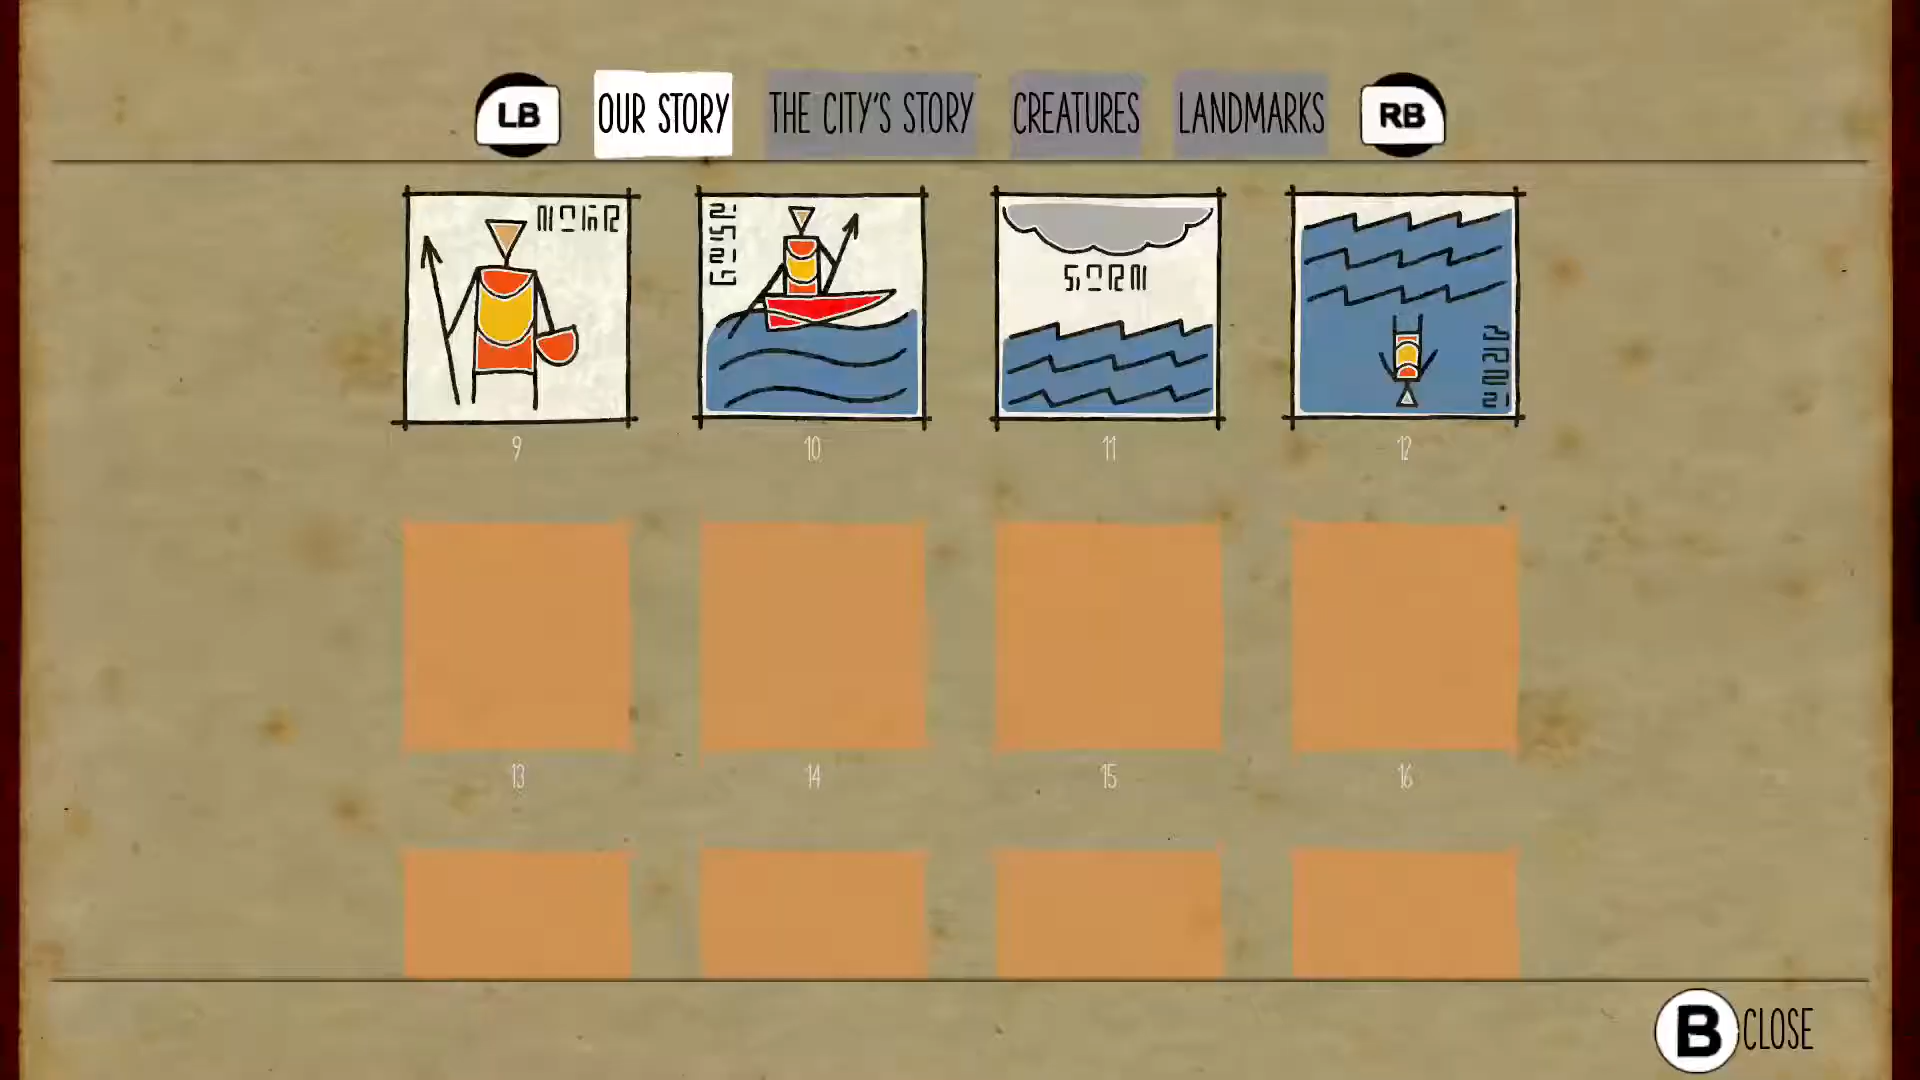 LB OUR STORY THE CITY'S STORY CREATURES LANDMARKS RB
9 10 11 12
13 14 15 16
B CLOSE